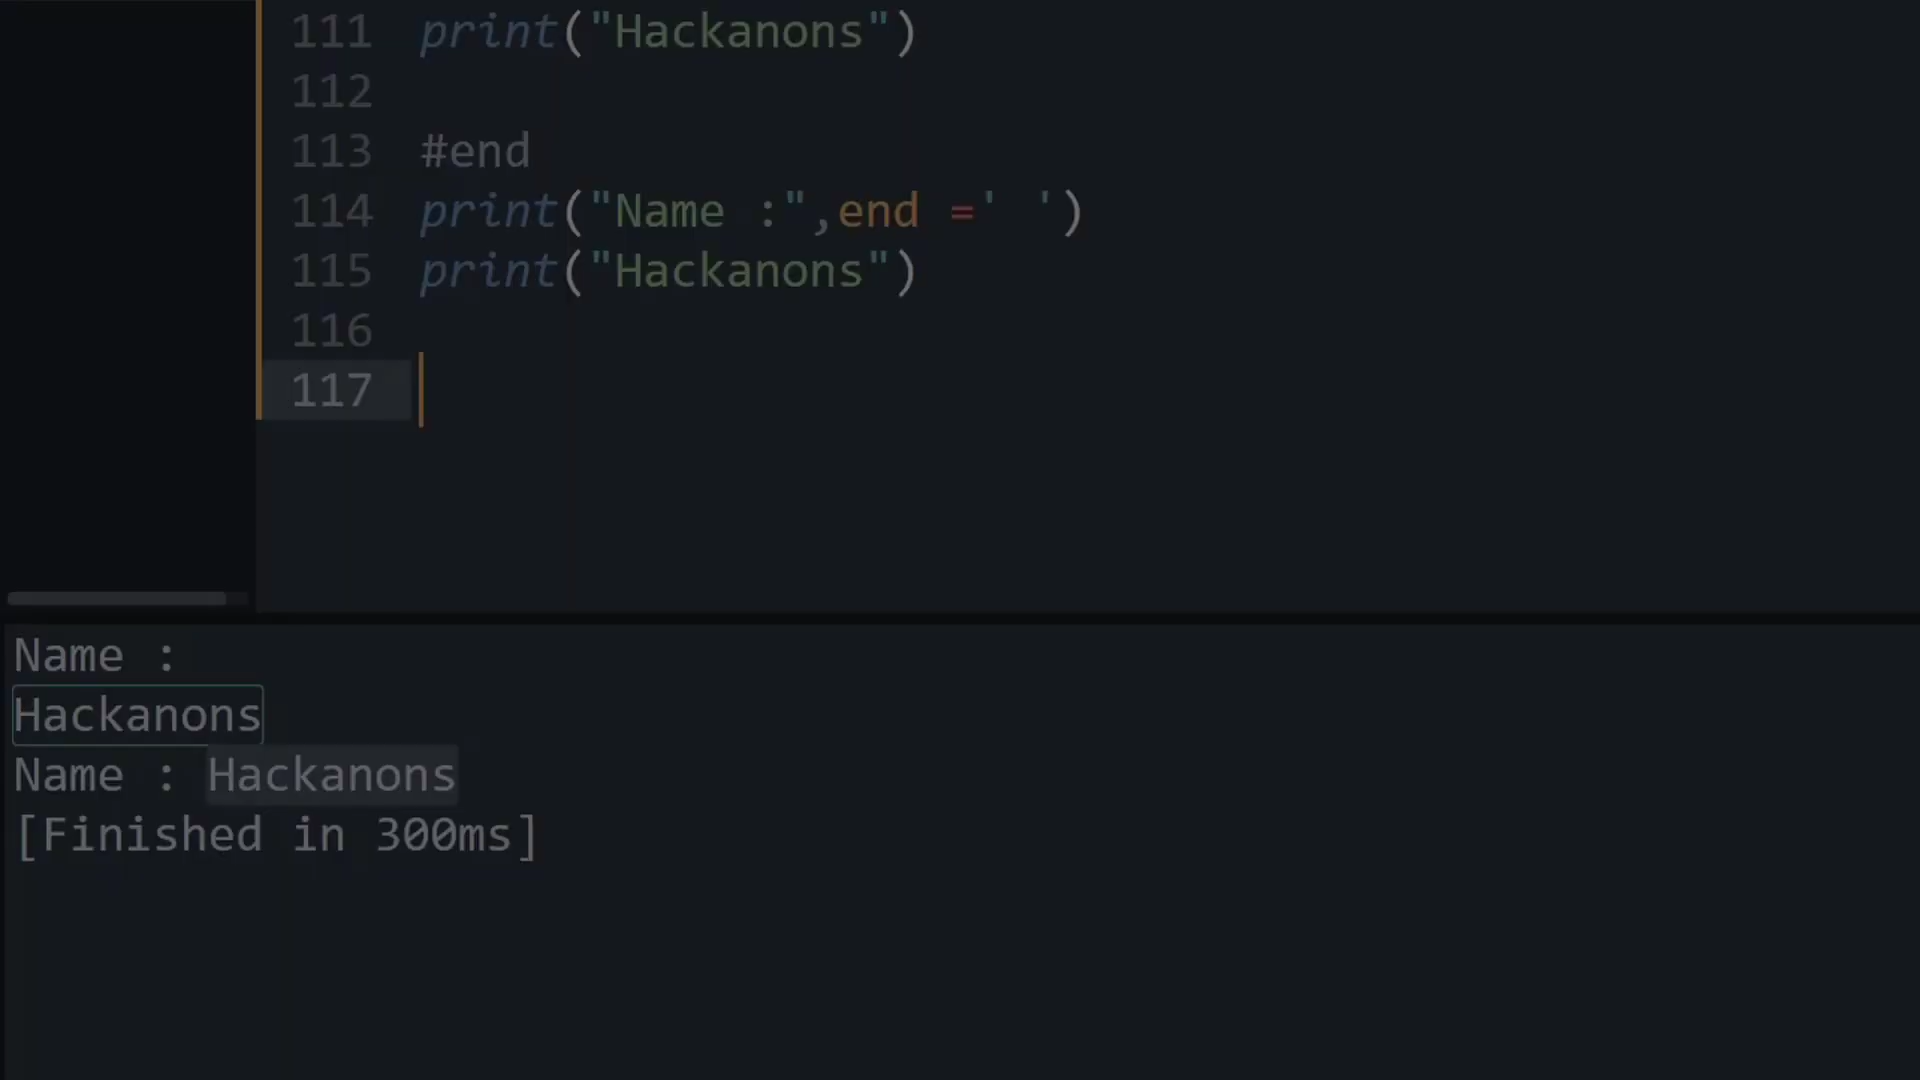 111 print("Hackanons")
112
113 #end
114 print("Name :",end =' ')
115 print("Hackanons")
116
117
Name :
Hackanons
Name : Hackanons
[Finished in 300ms]